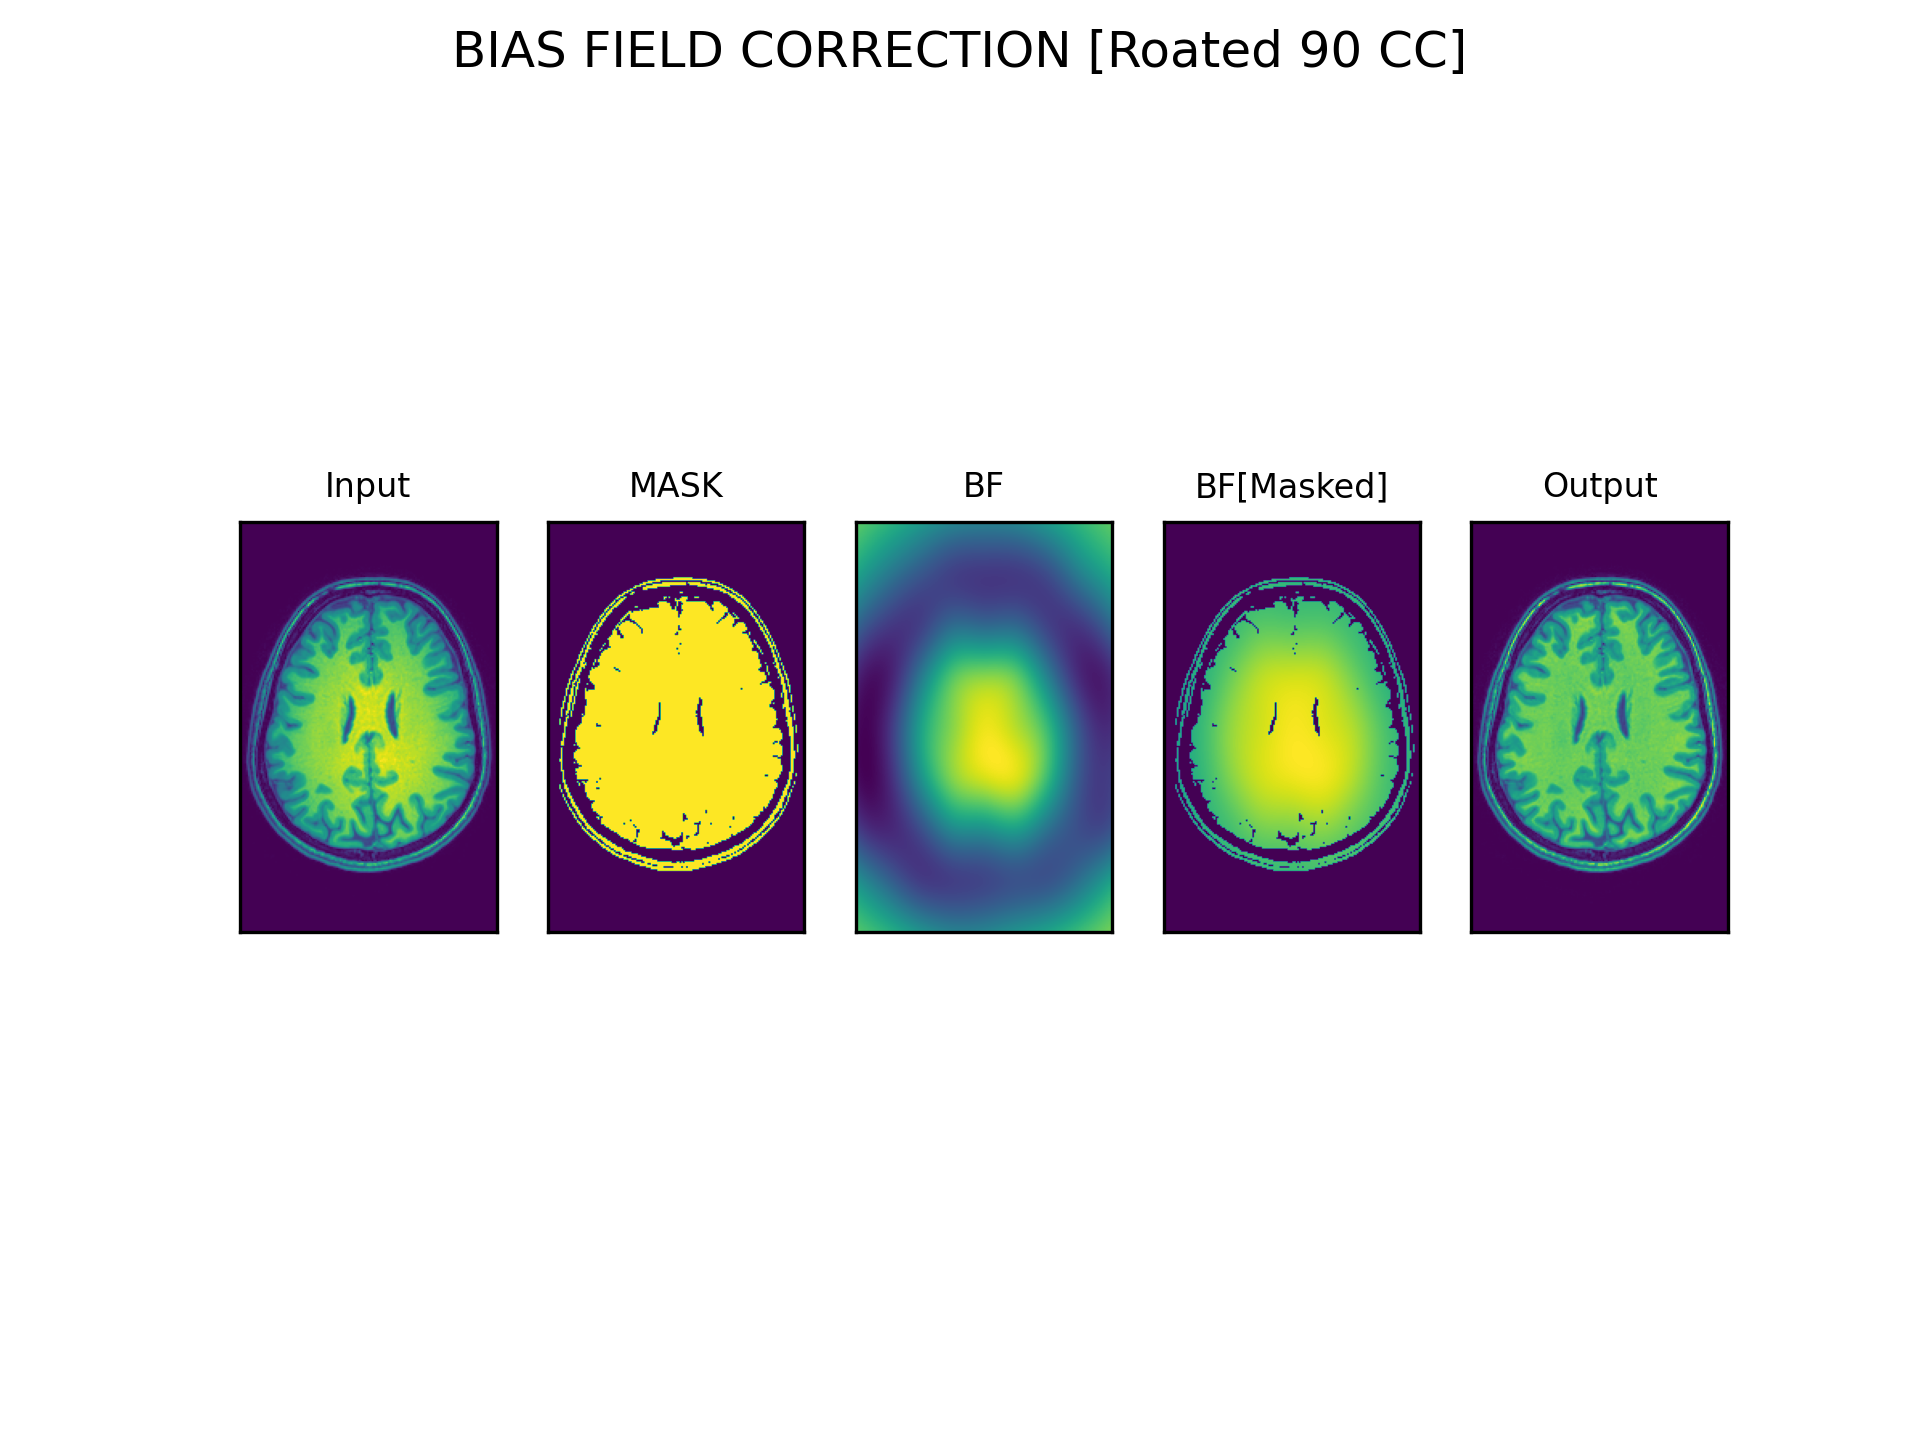 BIAS FIELD CORRECTION [Roated 90 CC]
Input
MASK
BF
BF[Masked]
Output